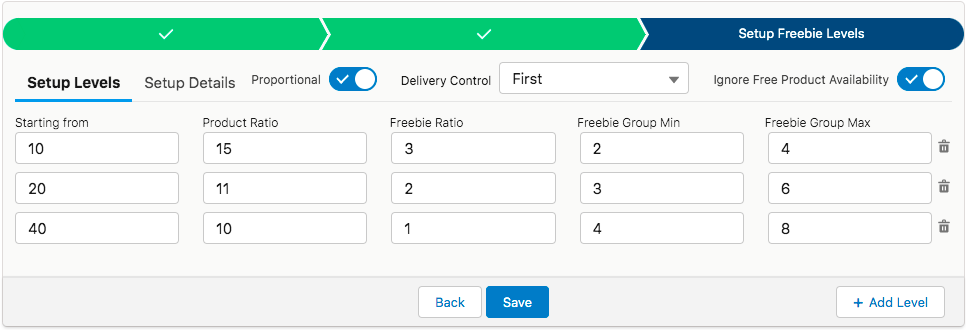 Setup Freebie Levels
Setup Levels Setup Details Proportional Delivery Control First Ignore Free Product Availability
Starting from Product Ratio Freebie Ratio Freebie Group Min Freebie Group Max
10 15 3 2 4
20 11 2 3 6
40 10 1 4 8
Back Save + Add Level